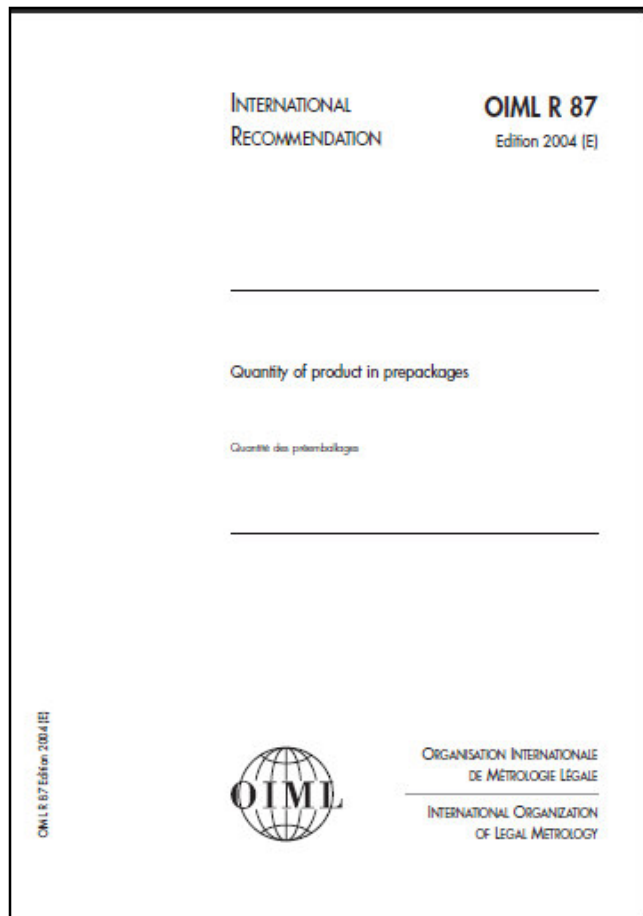 INTERNATIONAL
RECOMMENDATION
OIML R 87
Edition 2004 (E)
Quantity of product in prepackages
Quantité des préemballages
OIML R 87 Edition 2004 (E)
OIML
ORGANISATION INTERNATIONALE
DE MÉTROLOGIE LÉGALE
INTERNATIONAL ORGANIZATION
OF LEGAL METROLOGY